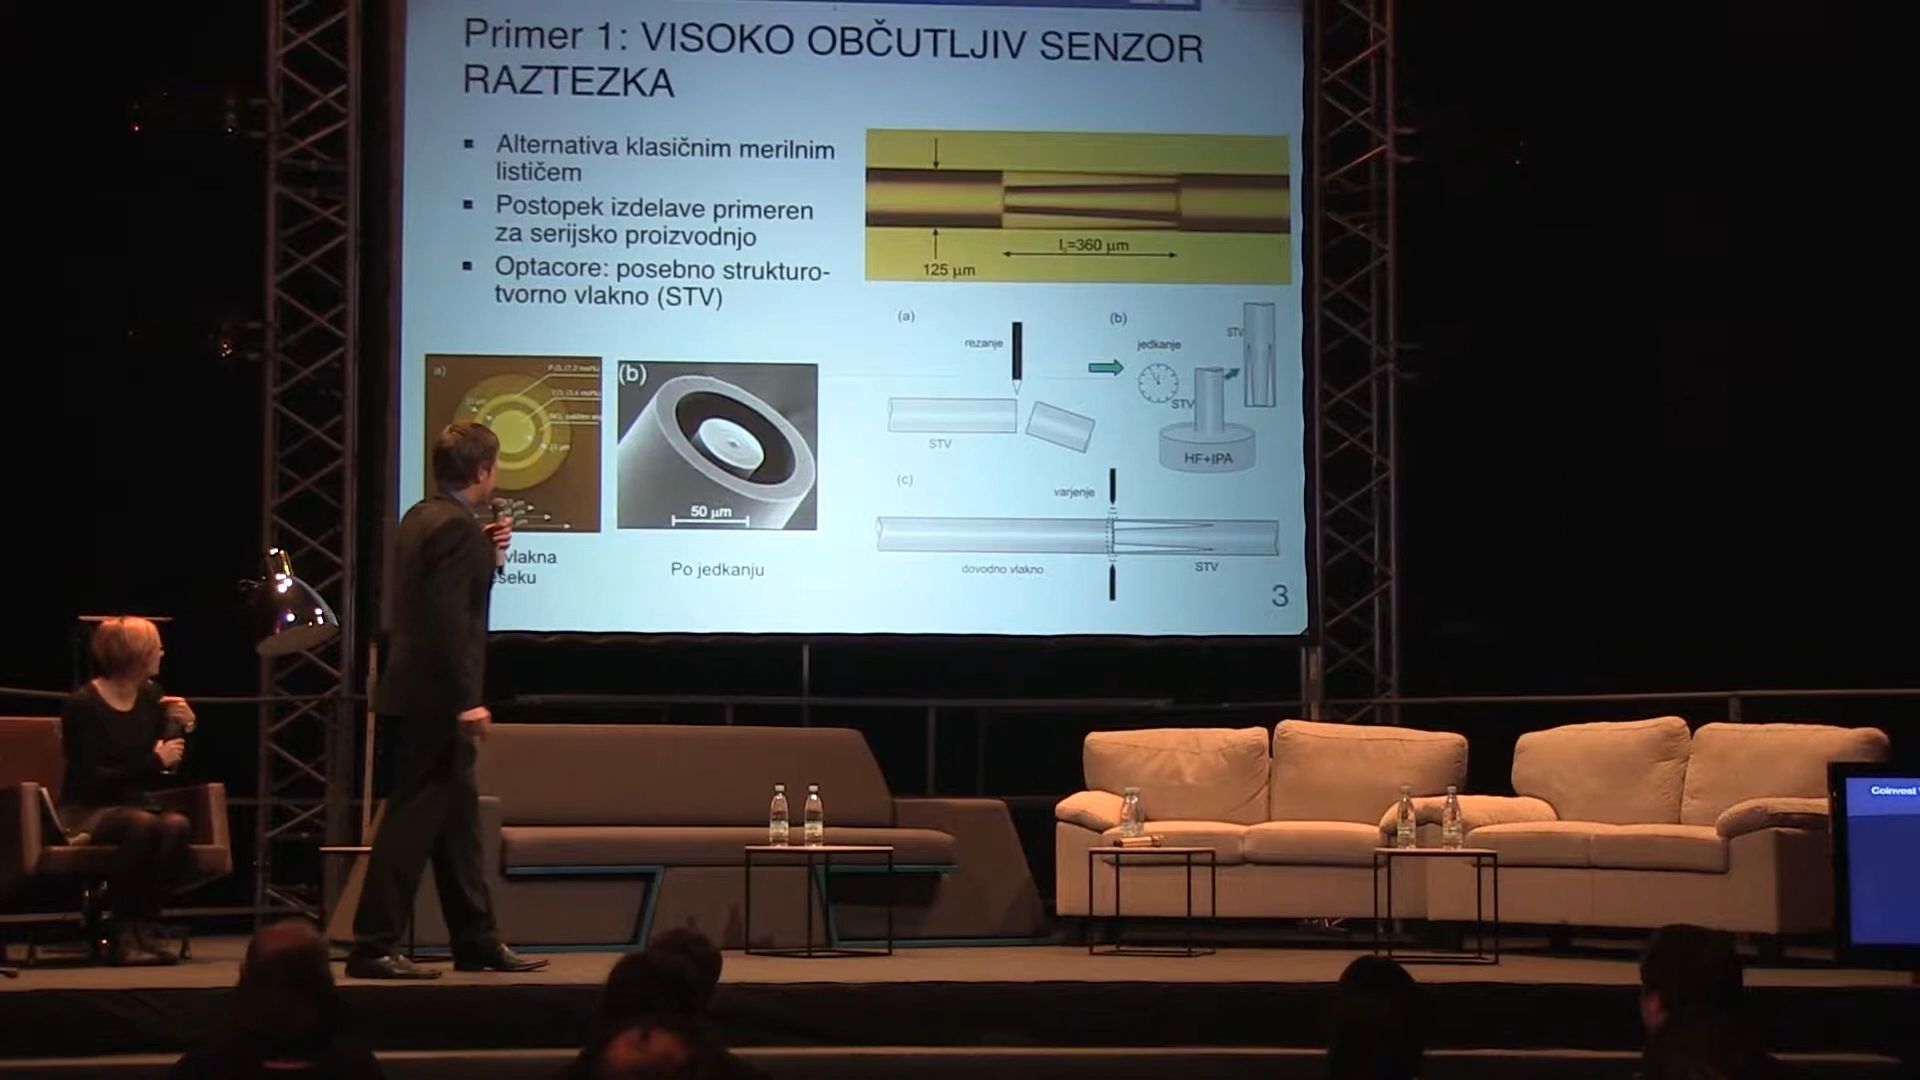 Primer 1: VISOKO OBČUTLJIV SENZOR
RAZTEZKA
Alternativa klasičnim merilnim
lističem
Postopek izdelave primeren
za serijsko proizvodnjo
Optacore: posebno strukturo-
tvorno vlakno (STV)
125 µm
=360 µm
a)
(b)
50 µm
vlakna
Po jedkanju
(a)
rezanje
STV
(b)
jedkanje
STV
STV
HF+IPA
(c)
varjenje
dovodno vlakno
STV
3
Coinvest